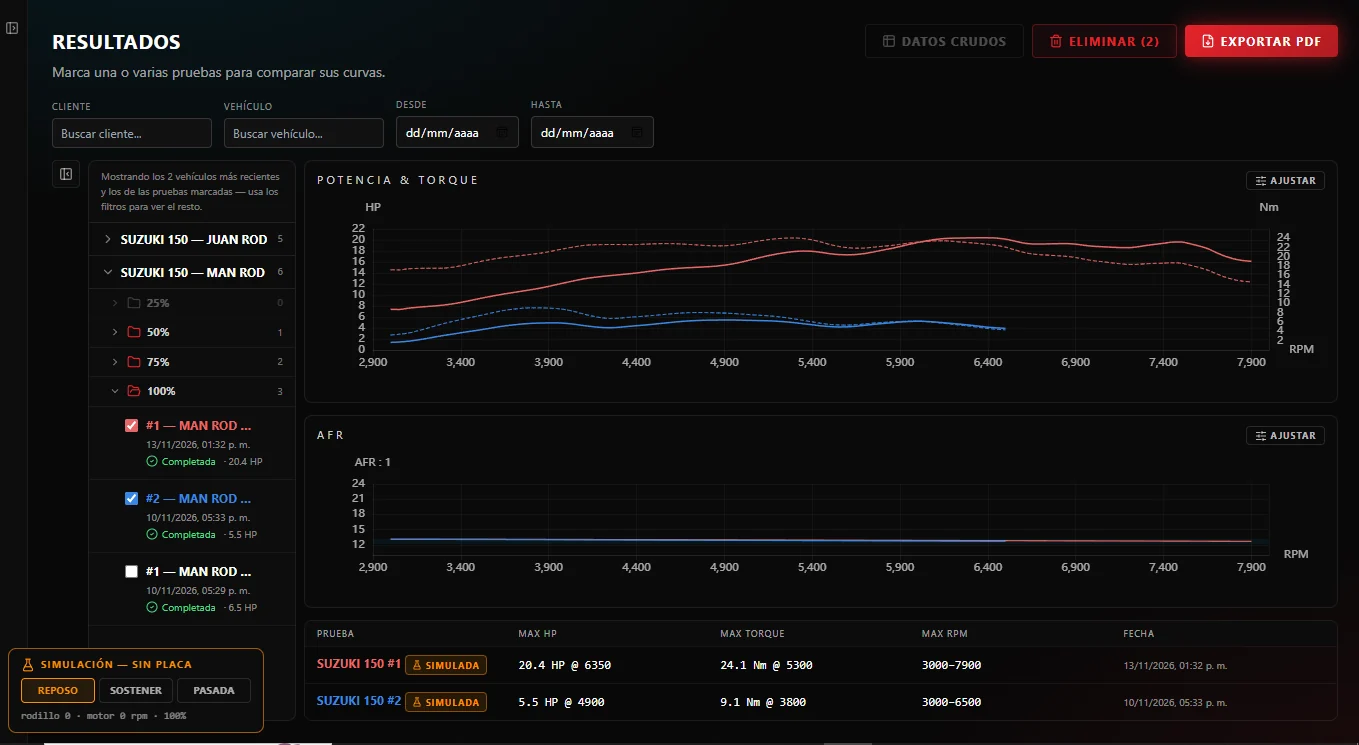 RESULTADOS
DATOS CRUDOS
ELIMINAR (2)
EXPORTAR PDF
Marca una o varias pruebas para comparar sus curvas.
CLIENTE
VEHÍCULO
DESDE
HASTA
Buscar cliente...
Buscar vehículo...
dd/mm/aaaa
dd/mm/aaaa
Mostrando los 2 vehículos más recientes
y los de las pruebas marcadas — usa los
filtros para ver el resto.
SUZUKI 150 — JUAN ROD 5
SUZUKI 150 — MAN ROD 6
25% 0
50% 1
75% 2
100% 3
#1 — MAN ROD ...
13/11/2026, 01:32 p. m.
Completada · 20.4 HP
#2 — MAN ROD ...
10/11/2026, 05:33 p. m.
Completada · 5.5 HP
#1 — MAN ROD ...
10/11/2026, 05:29 p. m.
Completada · 6.5 HP
SIMULACIÓN — SIN PLACA
REPOSO SOSTENER PASADA
rodillo 0 · motor 0 rpm · 100%
POTENCIA & TORQUE
AJUSTAR
HP
Nm
22
20
18
16
14
12
10
8
6
4
2
0
24
22
20
18
16
14
12
10
8
6
4
2
RPM
2,900 3,400 3,900 4,400 4,900 5,400 5,900 6,400 6,900 7,400 7,900
AFR
AJUSTAR
AFR : 1
24
21
18
15
12
RPM
2,900 3,400 3,900 4,400 4,900 5,400 5,900 6,400 6,900 7,400 7,900
PRUEBA MAX HP MAX TORQUE MAX RPM FECHA
SUZUKI 150 #1 SIMULADA 20.4 HP @ 6350 24.1 Nm @ 5300 3000–7900 13/11/2026, 01:32 p. m.
SUZUKI 150 #2 SIMULADA 5.5 HP @ 4900 9.1 Nm @ 3800 3000–6500 10/11/2026, 05:33 p. m.